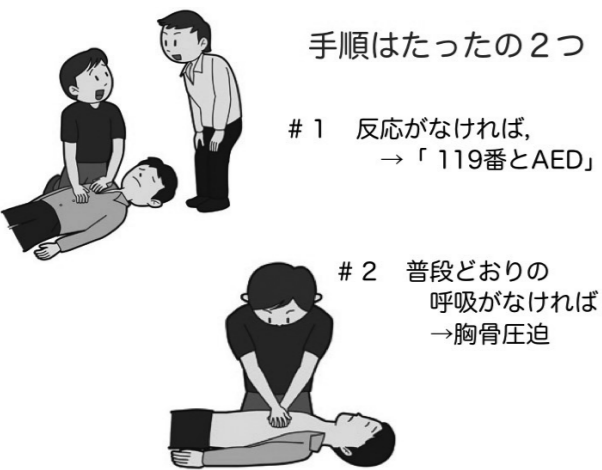 手順はたったの２つ
＃１　反応がなければ,
→「 119番とAED」
＃２　普段どおりの
呼吸がなければ
→胸骨圧迫